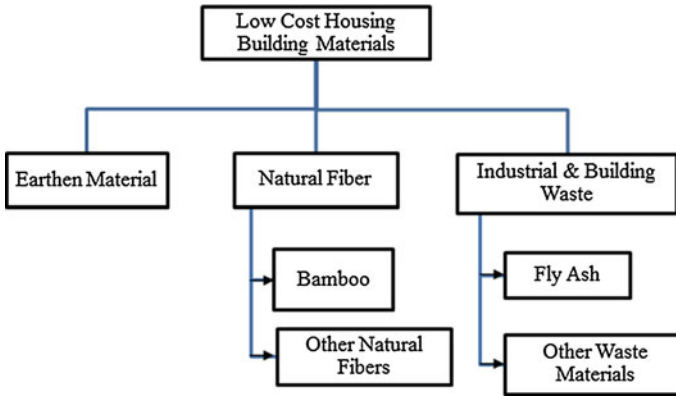 Low Cost Housing
Building Materials
Earthen Material
Natural Fiber
Industrial & Building
Waste
Bamboo
Other Natural
Fibers
Fly Ash
Other Waste
Materials